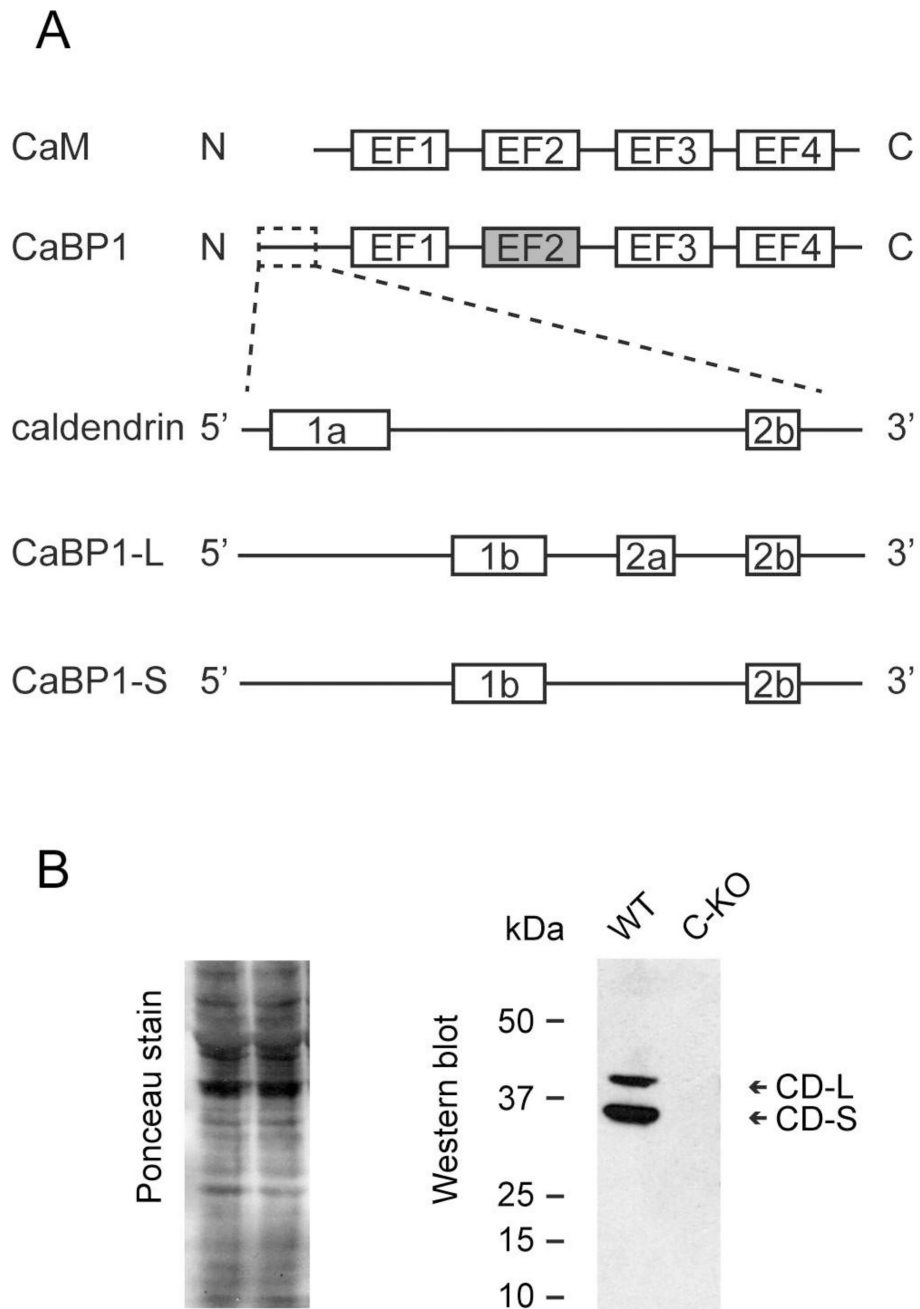 A
CaM N EF1 EF2 EF3 EF4 C
CaBP1 N EF1 EF2 EF3 EF4 C
caldendrin 5’ 1a 2b 3’
CaBP1-L 5’ 1b 2a 2b 3’
CaBP1-S 5’ 1b 2b 3’
B
Ponceau stain
Western blot
kDa WT C-KO
50
37
25
15
10
CD-L
CD-S